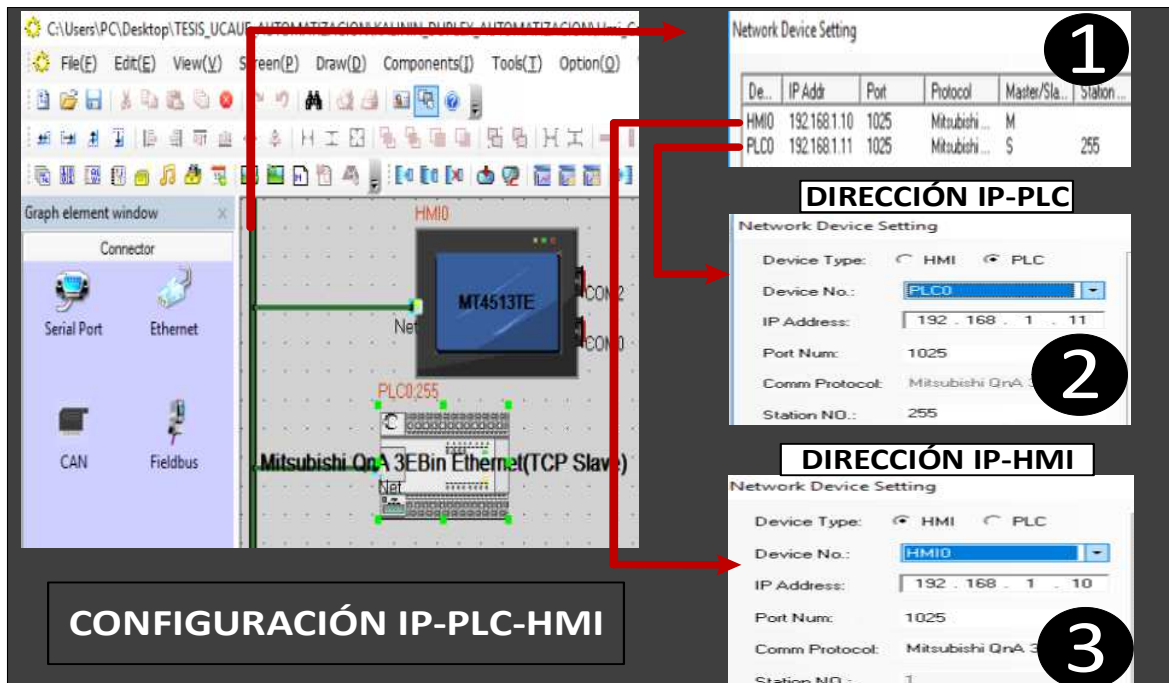 C:\Users\PC\Desktop\TESIS_UCAUE_AUTOMATIZACION\KALININ_DUPLEX_AUTOMATIZACION\Hmi_C
File(F) Edit(E) View(V) Screen(P) Draw(D) Components(J) Tools(T) Option(O)
Graph element window
Connector
Serial Port
Ethernet
CAN
Fieldbus
HMI0
MT4513TE
COM2
COM0
Net
PLC0:255
Mitsubishi QnA 3EBin Ethernet(TCP Slave)
Net
CONFIGURACIÓN IP-PLC-HMI
Network Device Setting
1
De... IP Addr Port Protocol Master/Sla... Station ...
HMI0 192.168.1.10 1025 Mitsubishi ... M
PLC0 192.168.1.11 1025 Mitsubishi ... S 255
DIRECCIÓN IP-PLC
Network Device Setting
Device Type: HMI PLC
Device No.: PLC0
IP Address: 192 . 168 . 1 . 11
Port Num: 1025
Comm Protocol: Mitsubishi QnA 3
Station NO.: 255
2
DIRECCIÓN IP-HMI
Network Device Setting
Device Type: HMI PLC
Device No.: HMI0
IP Address: 192 . 168 . 1 . 10
Port Num: 1025
Comm Protocol: Mitsubishi QnA 3
Station NO.: 1
3